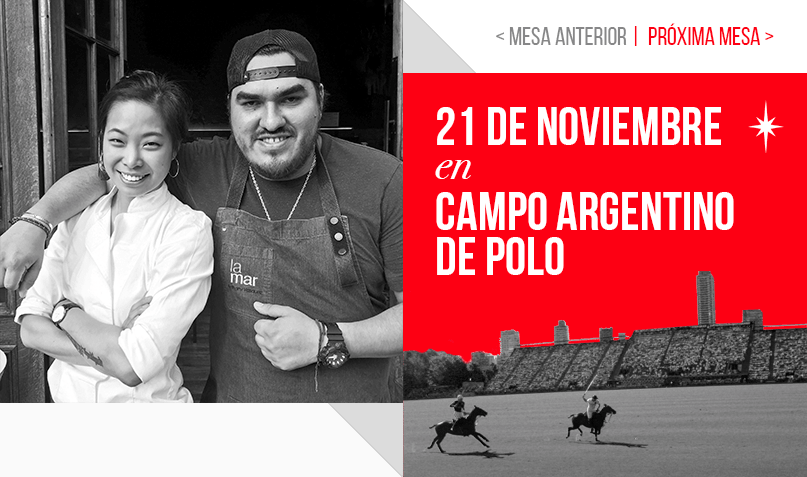 < MESA ANTERIOR | PRÓXIMA MESA >
21 DE NOVIEMBRE
en
CAMPO ARGENTINO
DE POLO
la
mar